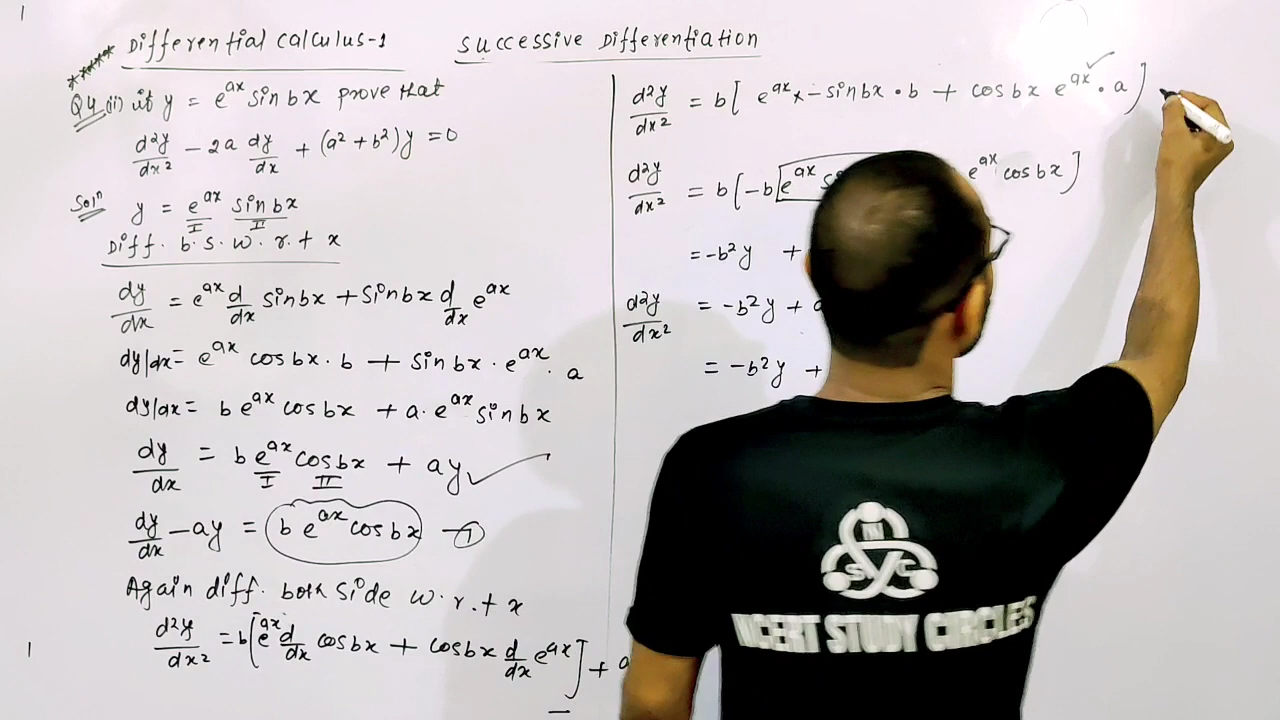 Differential Calculus-1
Successive Differentiation
Q4 (ii) if y = e^{ax} sin bx prove that
d²y/dx² - 2a dy/dx + (a² + b²)y = 0
Solⁿ y = e^{ax} sin bx
I II
Diff. b. s. w. r. t x
dy/dx = e^{ax} d/dx sin bx + sin bx d/dx e^{ax}
dy/dx = e^{ax} cos bx · b + sin bx · e^{ax} · a
dy/dx = b e^{ax} cos bx + a · e^{ax} sin bx
dy/dx = b e^{ax} cos bx + ay
I II
dy/dx - ay = b e^{ax} cos bx — ①
Again diff. both side w. r. t x
d²y/dx² = b[e^{ax} d/dx cos bx + cos bx d/dx e^{ax}] + a
d²y/dx² = b[ e^{ax} x - sin bx · b + cos bx e^{ax} · a ]
d²y/dx² = b[-b e^{ax} e^{ax} cos bx]
= -b²y +
d²y/dx² = -b²y +
= -b²y +
INSC
NCERT STUDY CIRCLES